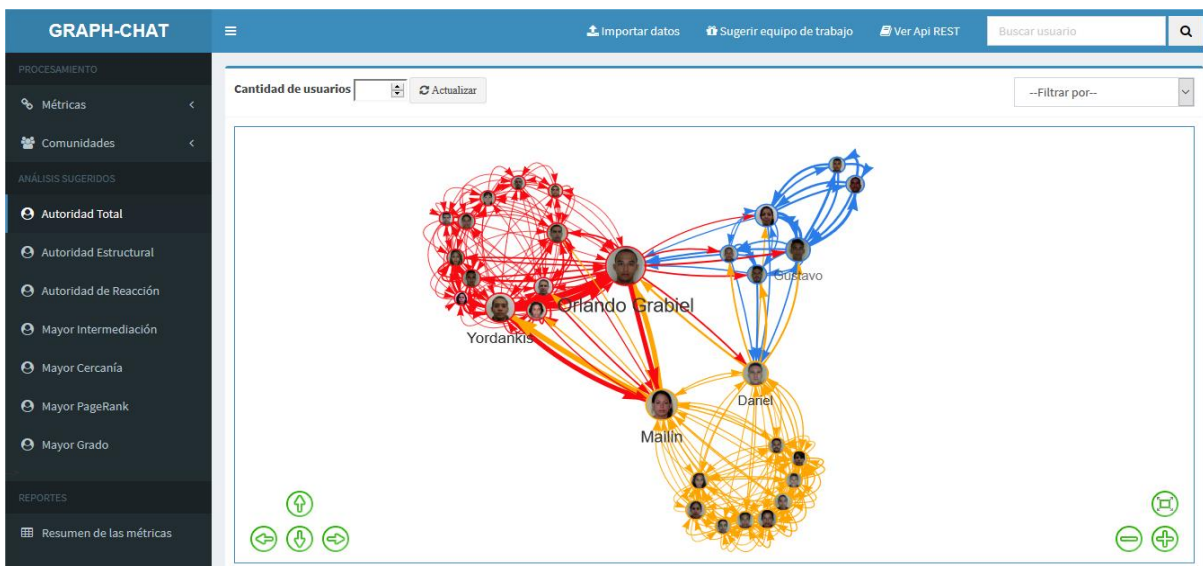 GRAPH-CHAT
Importar datos
Sugerir equipo de trabajo
Ver Api REST
Buscar usuario
PROCESAMIENTO
Métricas
Comunidades
ANÁLISIS SUGERIDOS
Autoridad Total
Autoridad Estructural
Autoridad de Reacción
Mayor Intermediación
Mayor Cercanía
Mayor PageRank
Mayor Grado
REPORTES
Resumen de las métricas
Cantidad de usuarios
Actualizar
--Filtrar por--
Gustavo
Orlando Grabiel
Yordankis
Dariel
Mailin